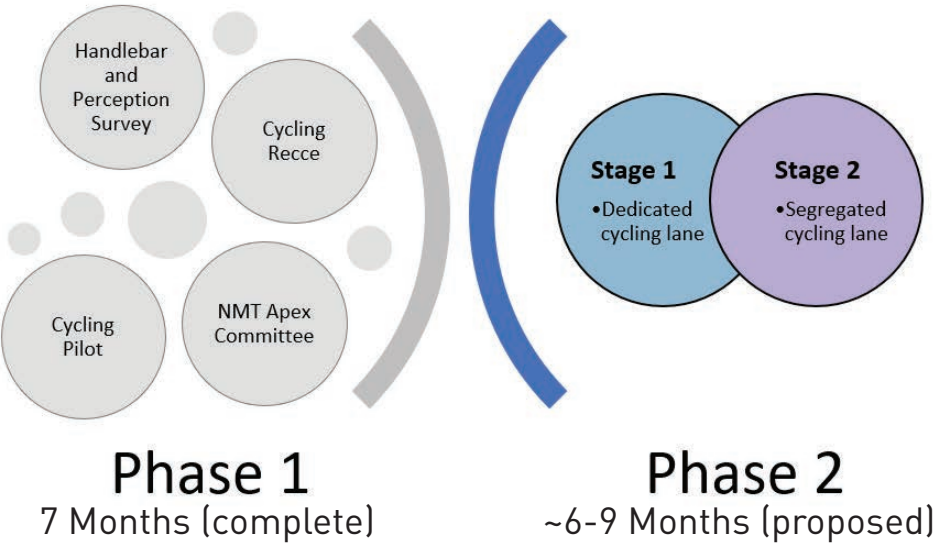 Handlebar
and
Perception
Survey
Cycling
Recce
Cycling
Pilot
NMT Apex
Committee
Phase 1
7 Months (complete)
Stage 1
•Dedicated
cycling lane
Stage 2
•Segregated
cycling lane
Phase 2
~6-9 Months (proposed)